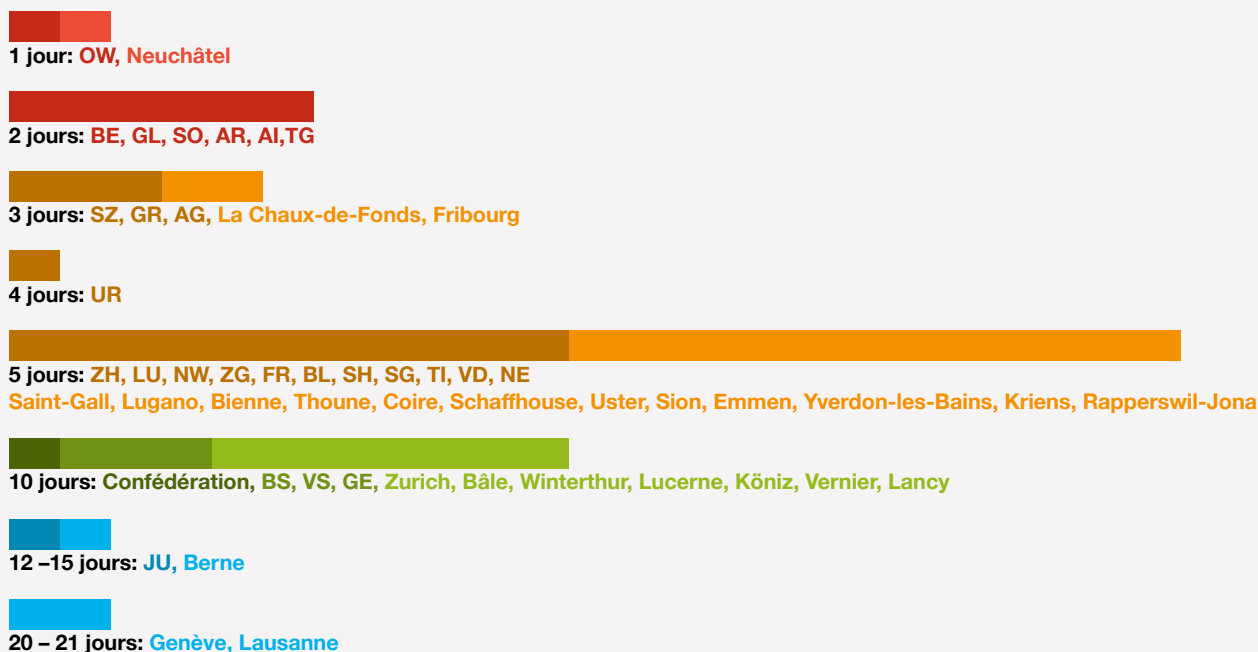 1 jour: OW, Neuchâtel
2 jours: BE, GL, SO, AR, AI,TG
3 jours: SZ, GR, AG, La Chaux-de-Fonds, Fribourg
4 jours: UR
5 jours: ZH, LU, NW, ZG, FR, BL, SH, SG, TI, VD, NE
Saint-Gall, Lugano, Bienne, Thoune, Coire, Schaffhouse, Uster, Sion, Emmen, Yverdon-les-Bains, Kriens, Rapperswil-Jona
10 jours: Confédération, BS, VS, GE, Zurich, Bâle, Winterthur, Lucerne, Köniz, Vernier, Lancy
12 –15 jours: JU, Berne
20 – 21 jours: Genève, Lausanne